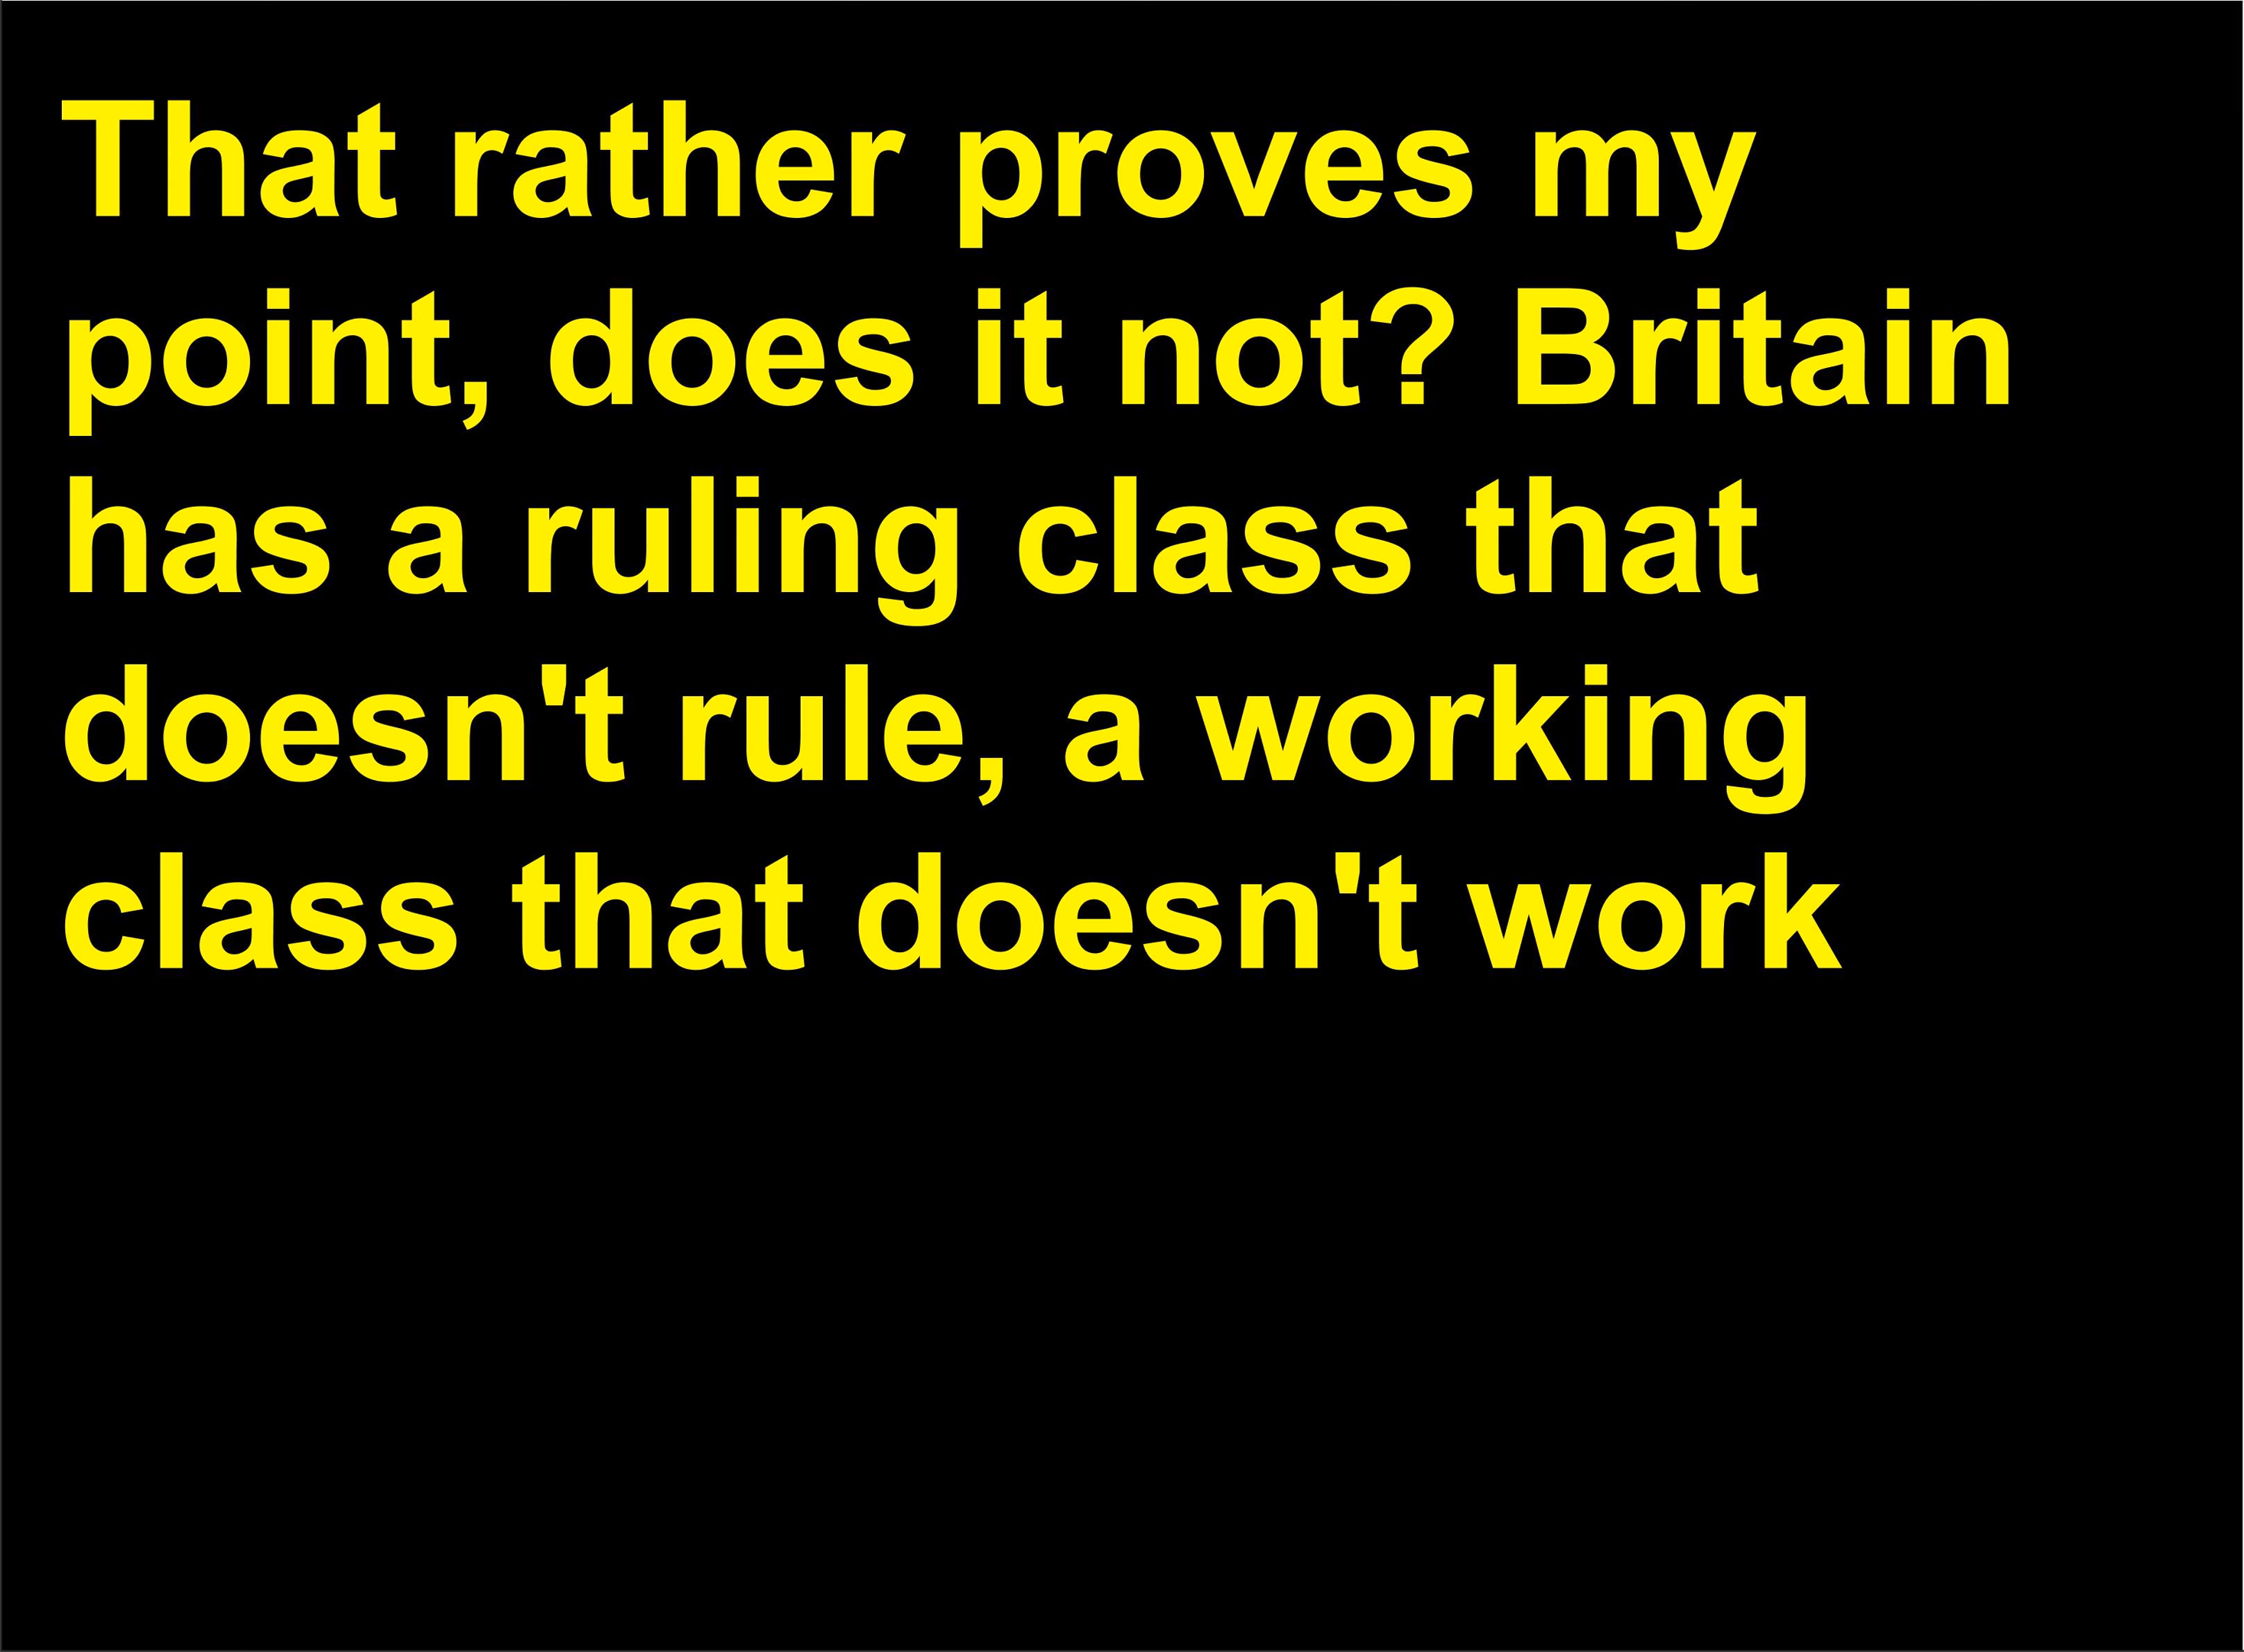 That rather proves my
point, does it not? Britain
has a ruling class that
doesn't rule, a working
class that doesn't work